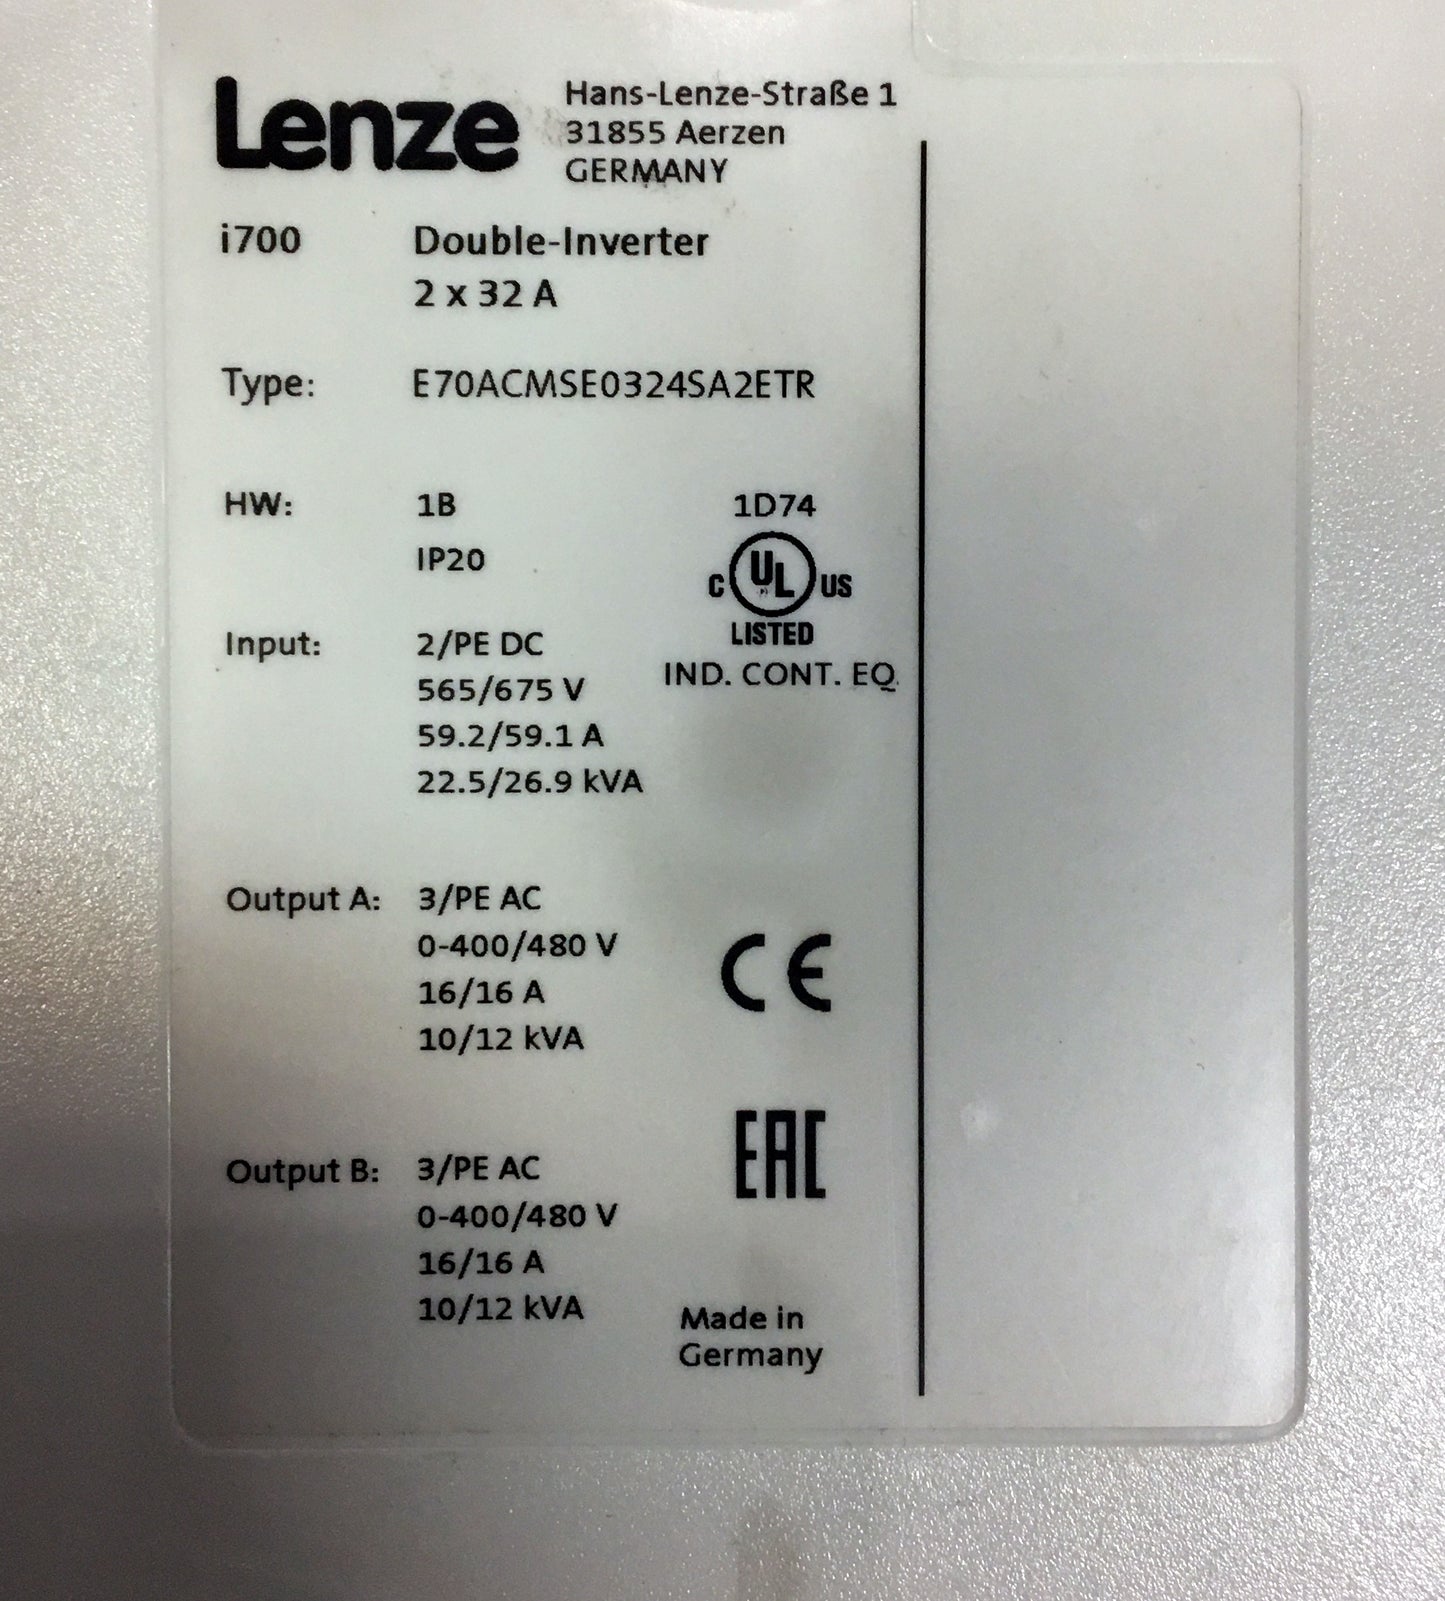 Lenze
Hans-Lenze-Straße 1
31855 Aerzen
GERMANY
i700 Double-Inverter
2 x 32 A
Type: E70ACMSE0324SA2ETR
HW: 1B 1D74
IP20
C UL US
LISTED
IND. CONT. EQ.
Input: 2/PE DC
565/675 V
59.2/59.1 A
22.5/26.9 kVA
Output A: 3/PE AC
0-400/480 V
16/16 A
10/12 kVA
CE
EAC
Output B: 3/PE AC
0-400/480 V
16/16 A
10/12 kVA
Made in
Germany